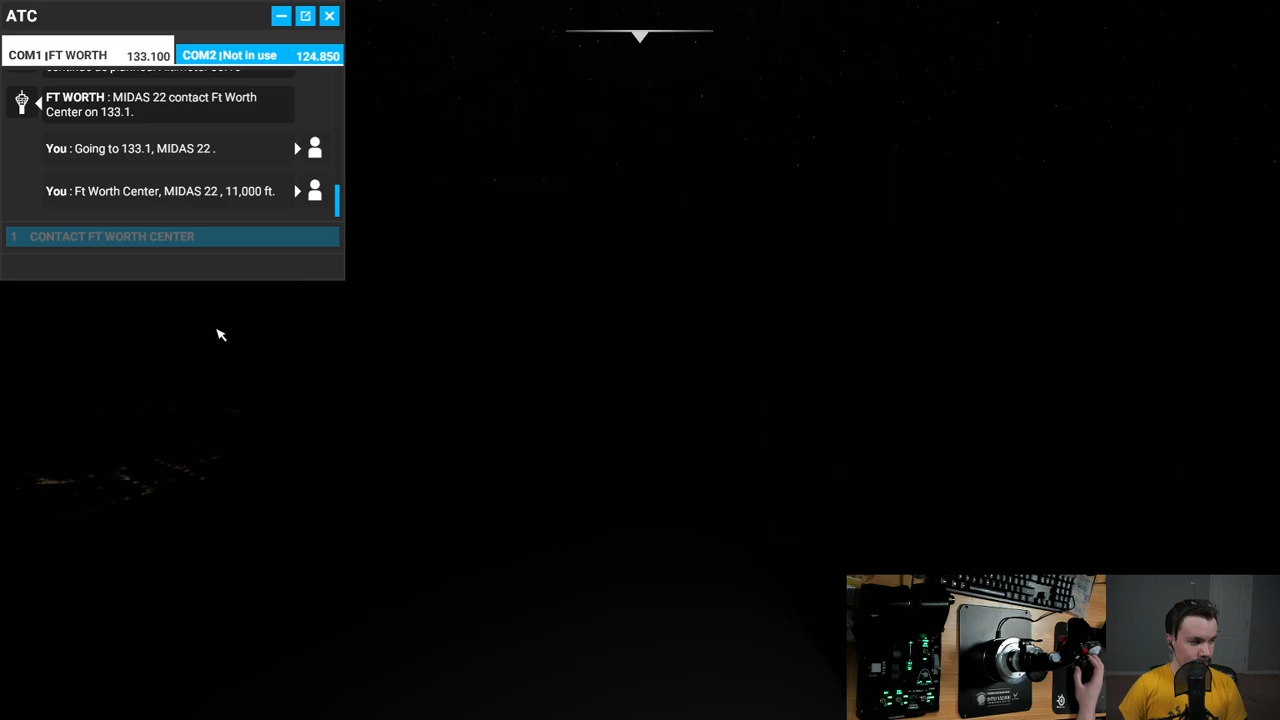 ATC
COM1 | FT WORTH 133.100 COM2 | Not in use 124.850
FT WORTH : MIDAS 22 contact Ft Worth
Center on 133.1.
You : Going to 133.1, MIDAS 22 .
You : Ft Worth Center, MIDAS 22 , 11,000 ft.
1 CONTACT FT WORTH CENTER